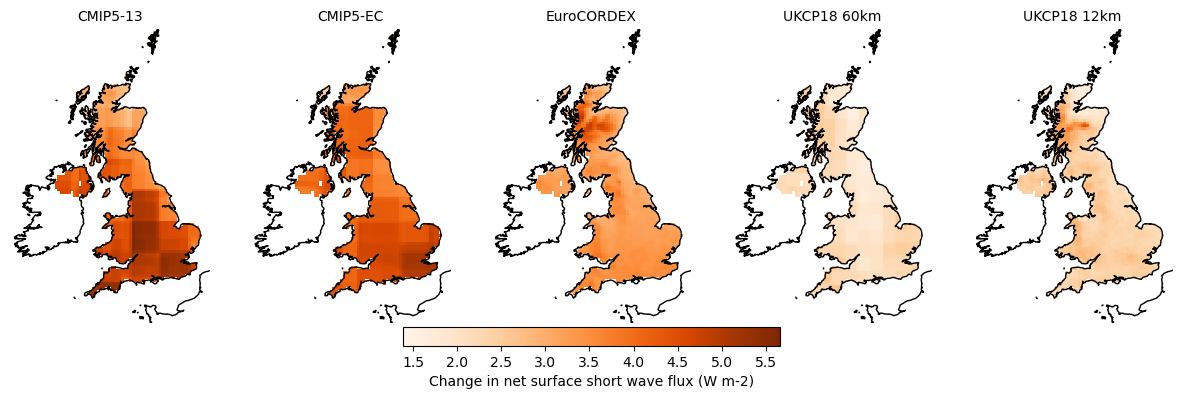 CMIP5-13 CMIP5-EC EuroCORDEX UKCP18 60km UKCP18 12km
1.5 2.0 2.5 3.0 3.5 4.0 4.5 5.0 5.5
Change in net surface short wave flux (W m-2)